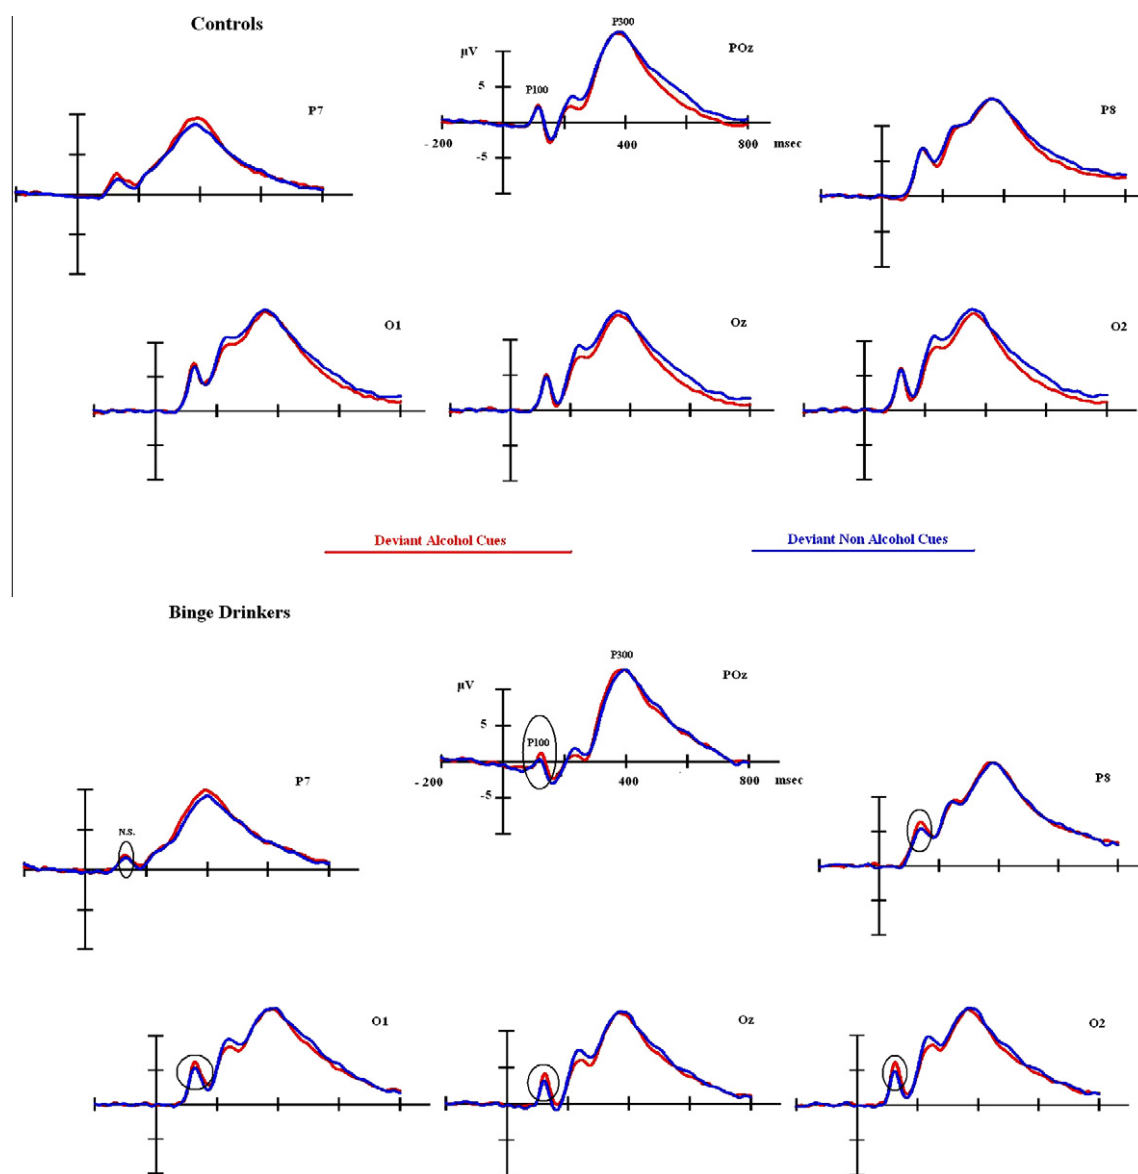 Controls
P300
µV
POz
5
P100
P7
P8
- 200
400
800
msec
-5
O1
Oz
O2
Deviant Alcohol Cues
Deviant Non Alcohol Cues
Binge Drinkers
P300
POz
µV
5
P100
P7
- 200
400
800
msec
P8
-5
N.S.
O1
Oz
O2